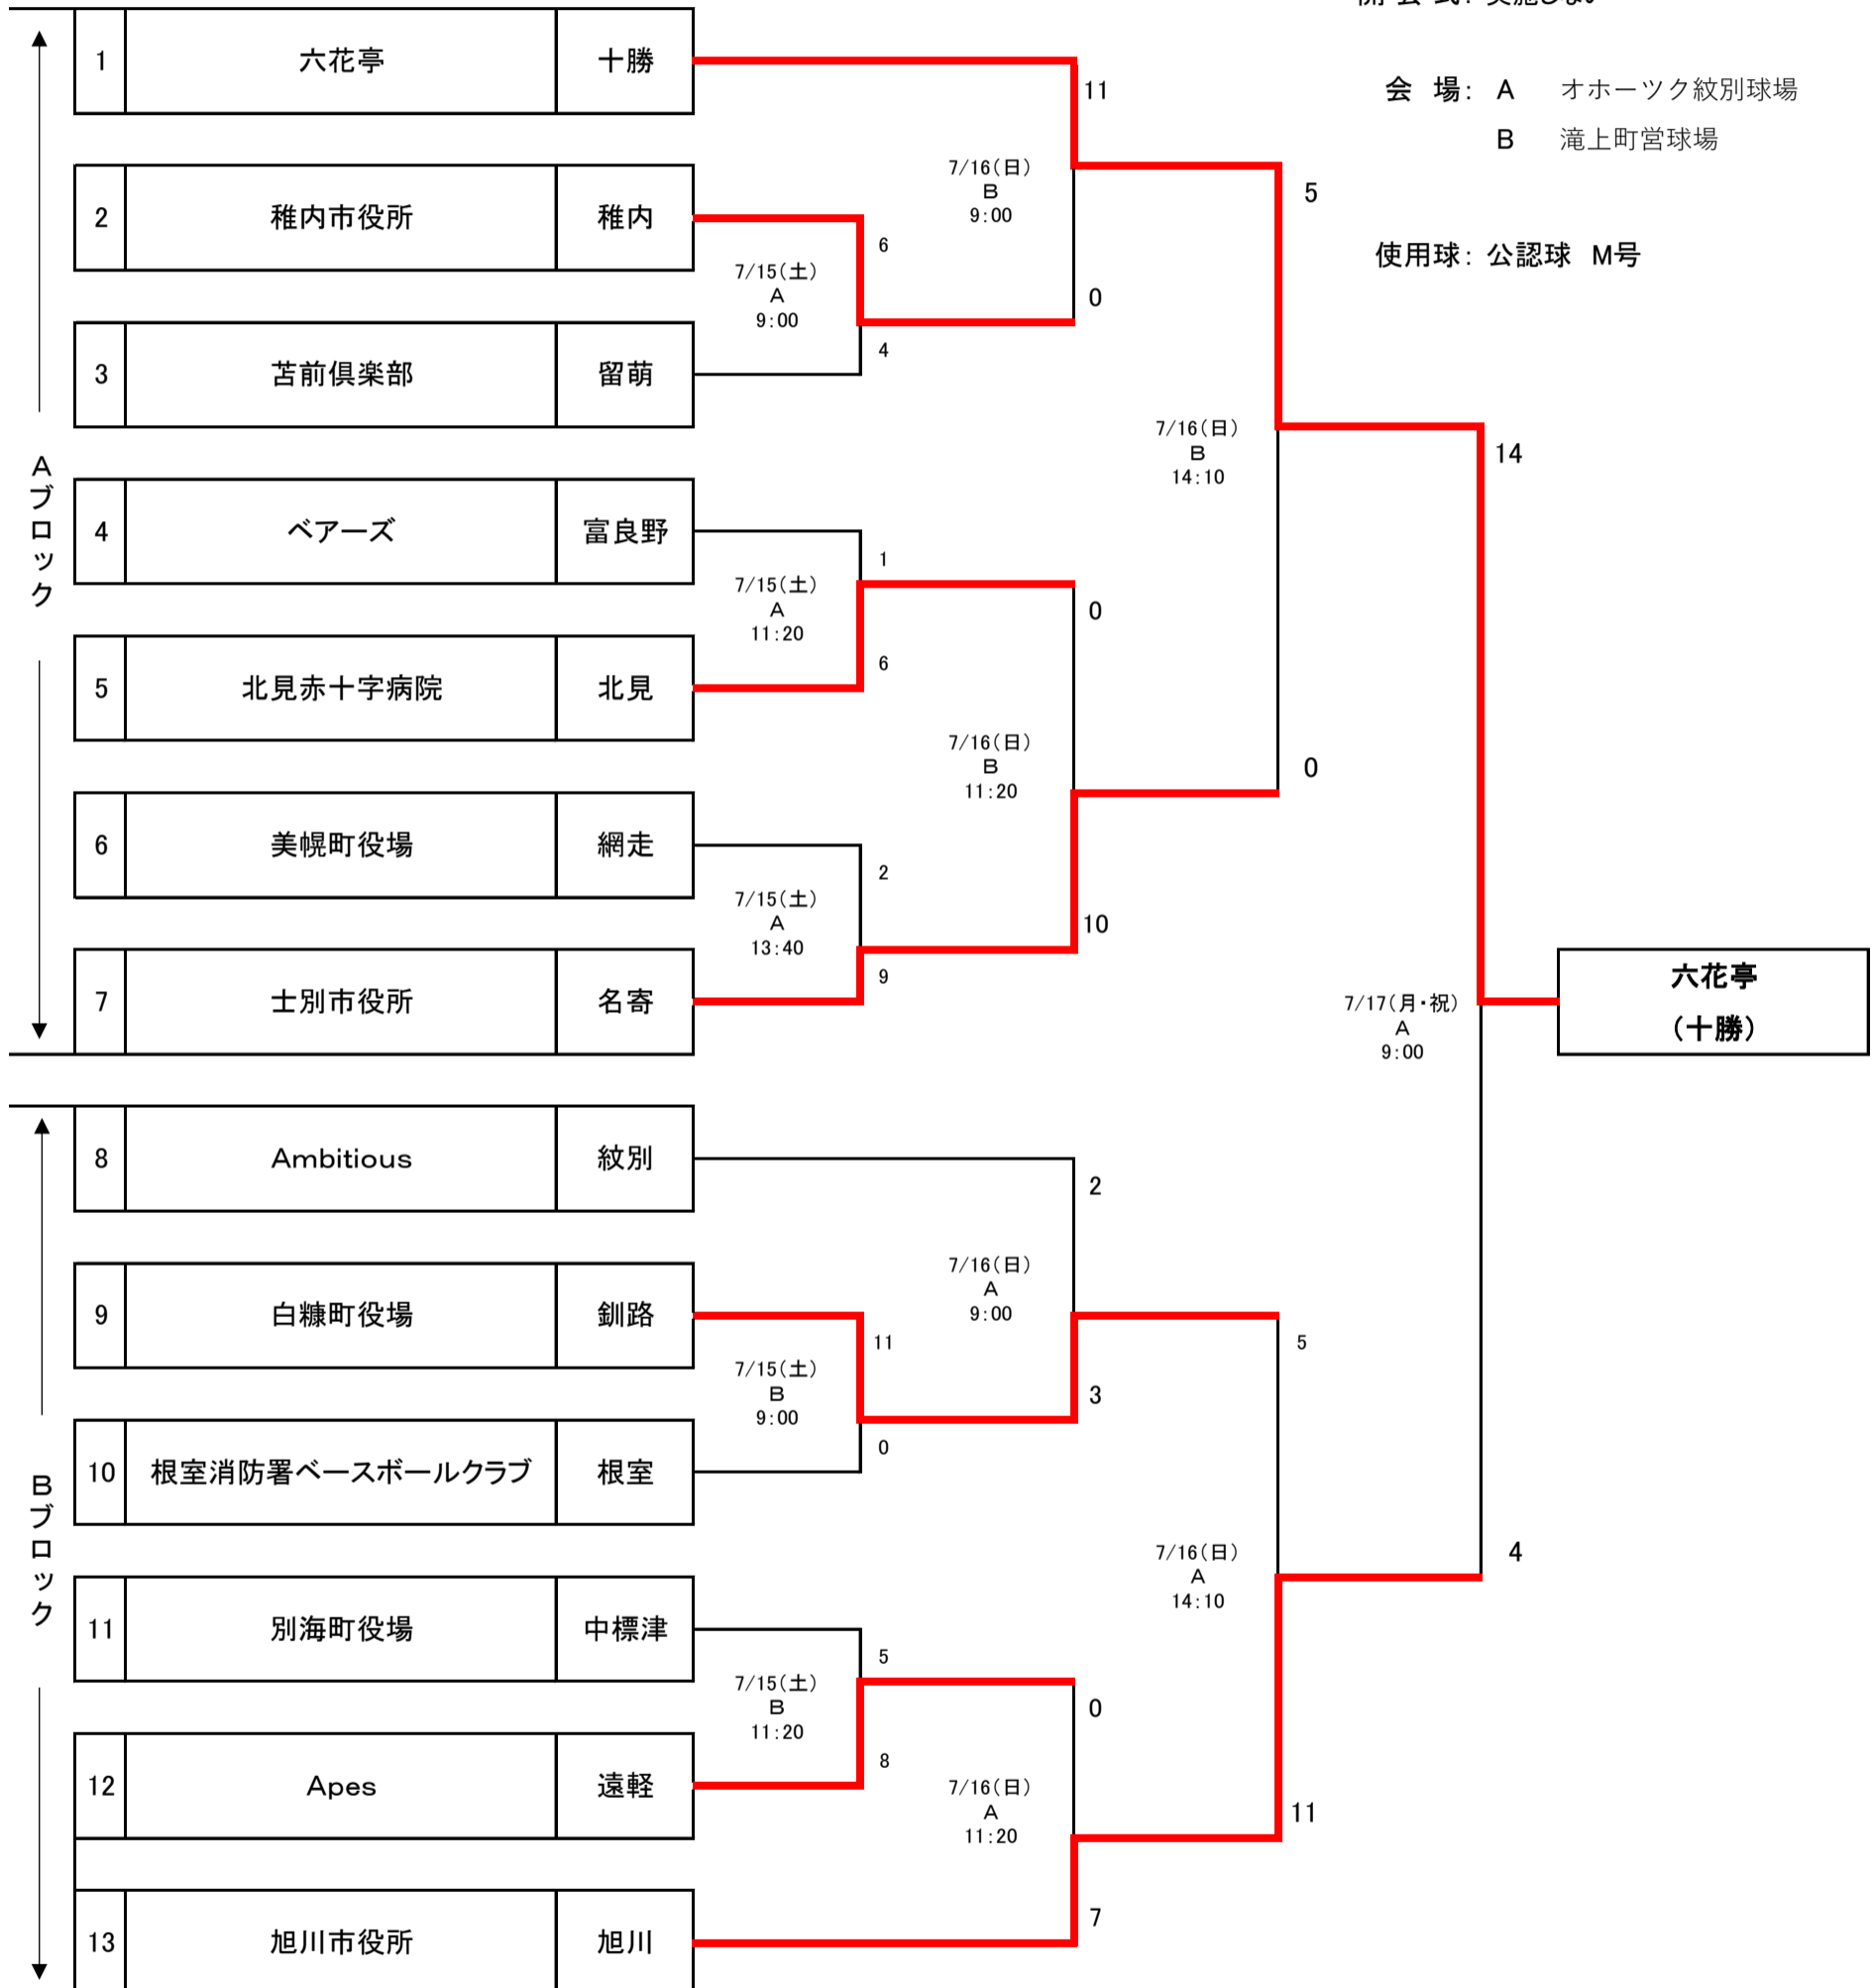 開 会 式： 実施しない
会 場： A オホーツク紋別球場
B 滝上町営球場
使用球： 公認球 M号
Aブロック
1 六花亭 十勝
2 稚内市役所 稚内
3 苫前倶楽部 留萌
4 ベアーズ 富良野
5 北見赤十字病院 北見
6 美幌町役場 網走
7 士別市役所 名寄
7/15(土)
A
9:00
6
4
7/15(土)
A
11:20
1
6
7/15(土)
A
13:40
2
9
7/16(日)
B
9:00
11
0
7/16(日)
B
11:20
0
10
7/16(日)
B
14:10
5
0
Bブロック
8 Ambitious 紋別
9 白糠町役場 釧路
10 根室消防署ベースボールクラブ 根室
11 別海町役場 中標津
12 Apes 遠軽
13 旭川市役所 旭川
7/15(土)
B
9:00
11
0
7/15(土)
B
11:20
5
8
7/16(日)
A
9:00
2
3
7/16(日)
A
11:20
0
7
7/16(日)
A
14:10
5
11
7/17(月・祝)
A
9:00
14
4
六花亭
(十勝)